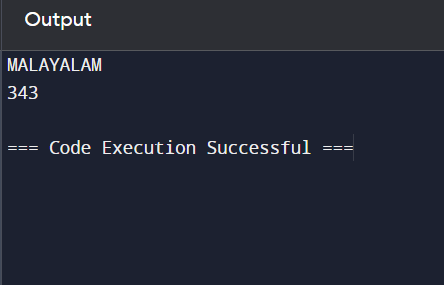 Output
MALAYALAM
343
=== Code Execution Successful ===